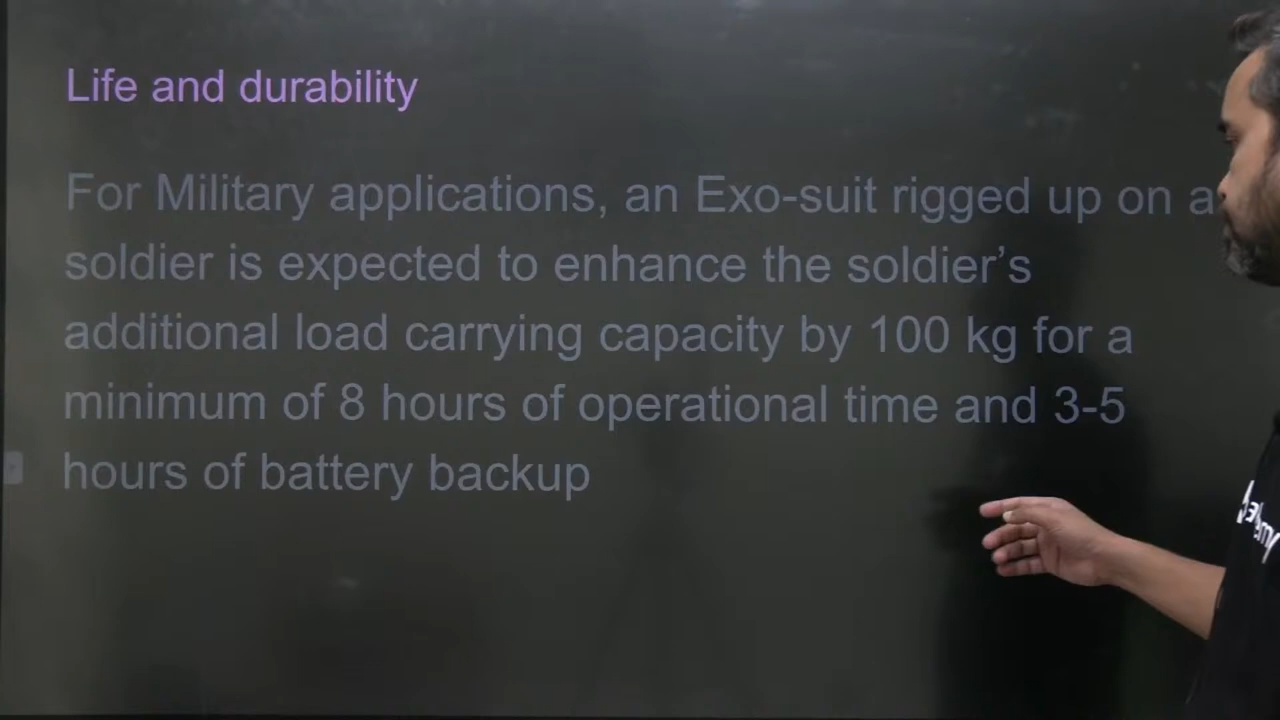 Life and durability
For Military applications, an Exo-suit rigged up on a
soldier is expected to enhance the soldier’s
additional load carrying capacity by 100 kg for a
minimum of 8 hours of operational time and 3-5
hours of battery backup